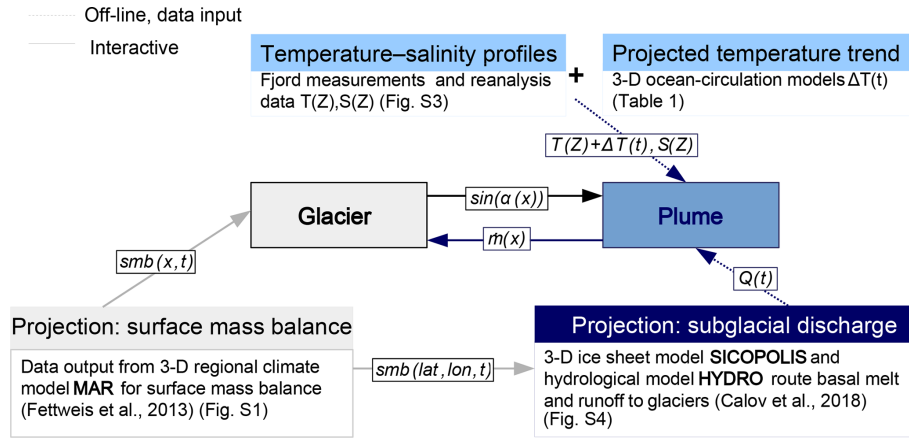 Off-line, data input
Interactive
Temperature–salinity profiles
Fjord measurements and reanalysis
data T(Z),S(Z) (Fig. S3)
+
Projected temperature trend
3-D ocean-circulation models ΔT(t)
(Table 1)
T(Z)+ΔT(t),S(Z)
Glacier
sin(α(x))
Plume
ṁ(x)
smb(x,t)
Q(t)
Projection: surface mass balance
Data output from 3-D regional climate
model MAR for surface mass balance
(Fettweis et al., 2013) (Fig. S1)
smb(lat,lon,t)
Projection: subglacial discharge
3-D ice sheet model SICOPOLIS and
hydrological model HYDRO route basal melt
and runoff to glaciers (Calov et al., 2018)
(Fig. S4)